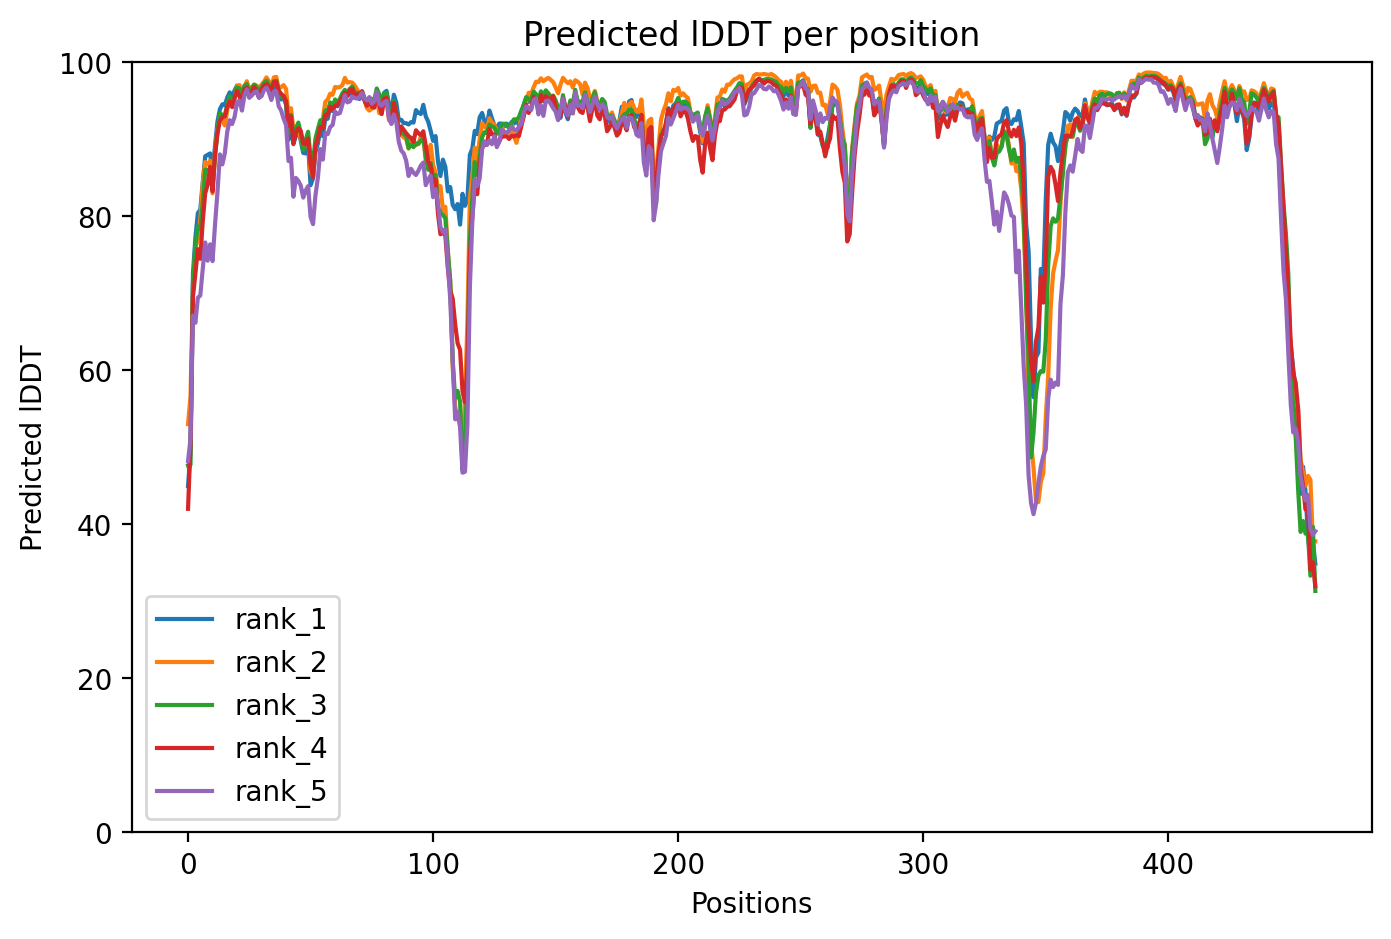 Predicted lDDT per position
100
80
60
40
20
0
Predicted lDDT
rank_1
rank_2
rank_3
rank_4
rank_5
0 100 200 300 400
Positions